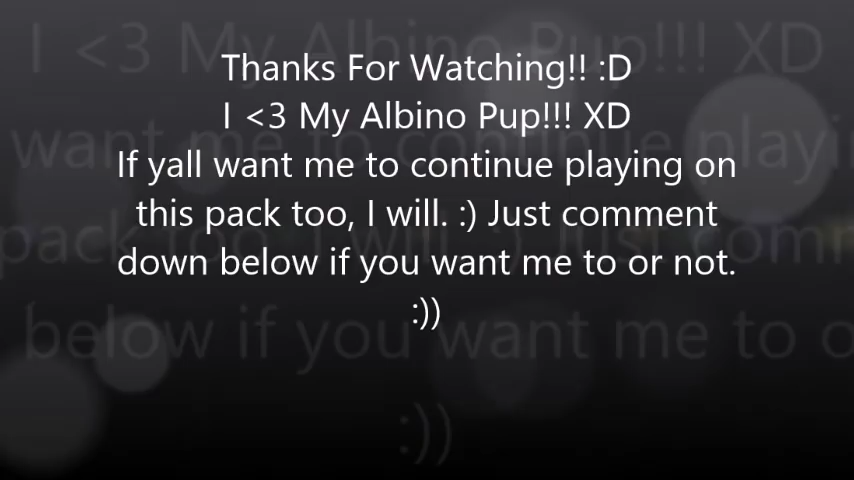 Thanks For Watching!! :D
I <3 My Albino Pup!!! XD
If yall want me to continue playing on
this pack too, I will. :) Just comment
down below if you want me to or not.
:))